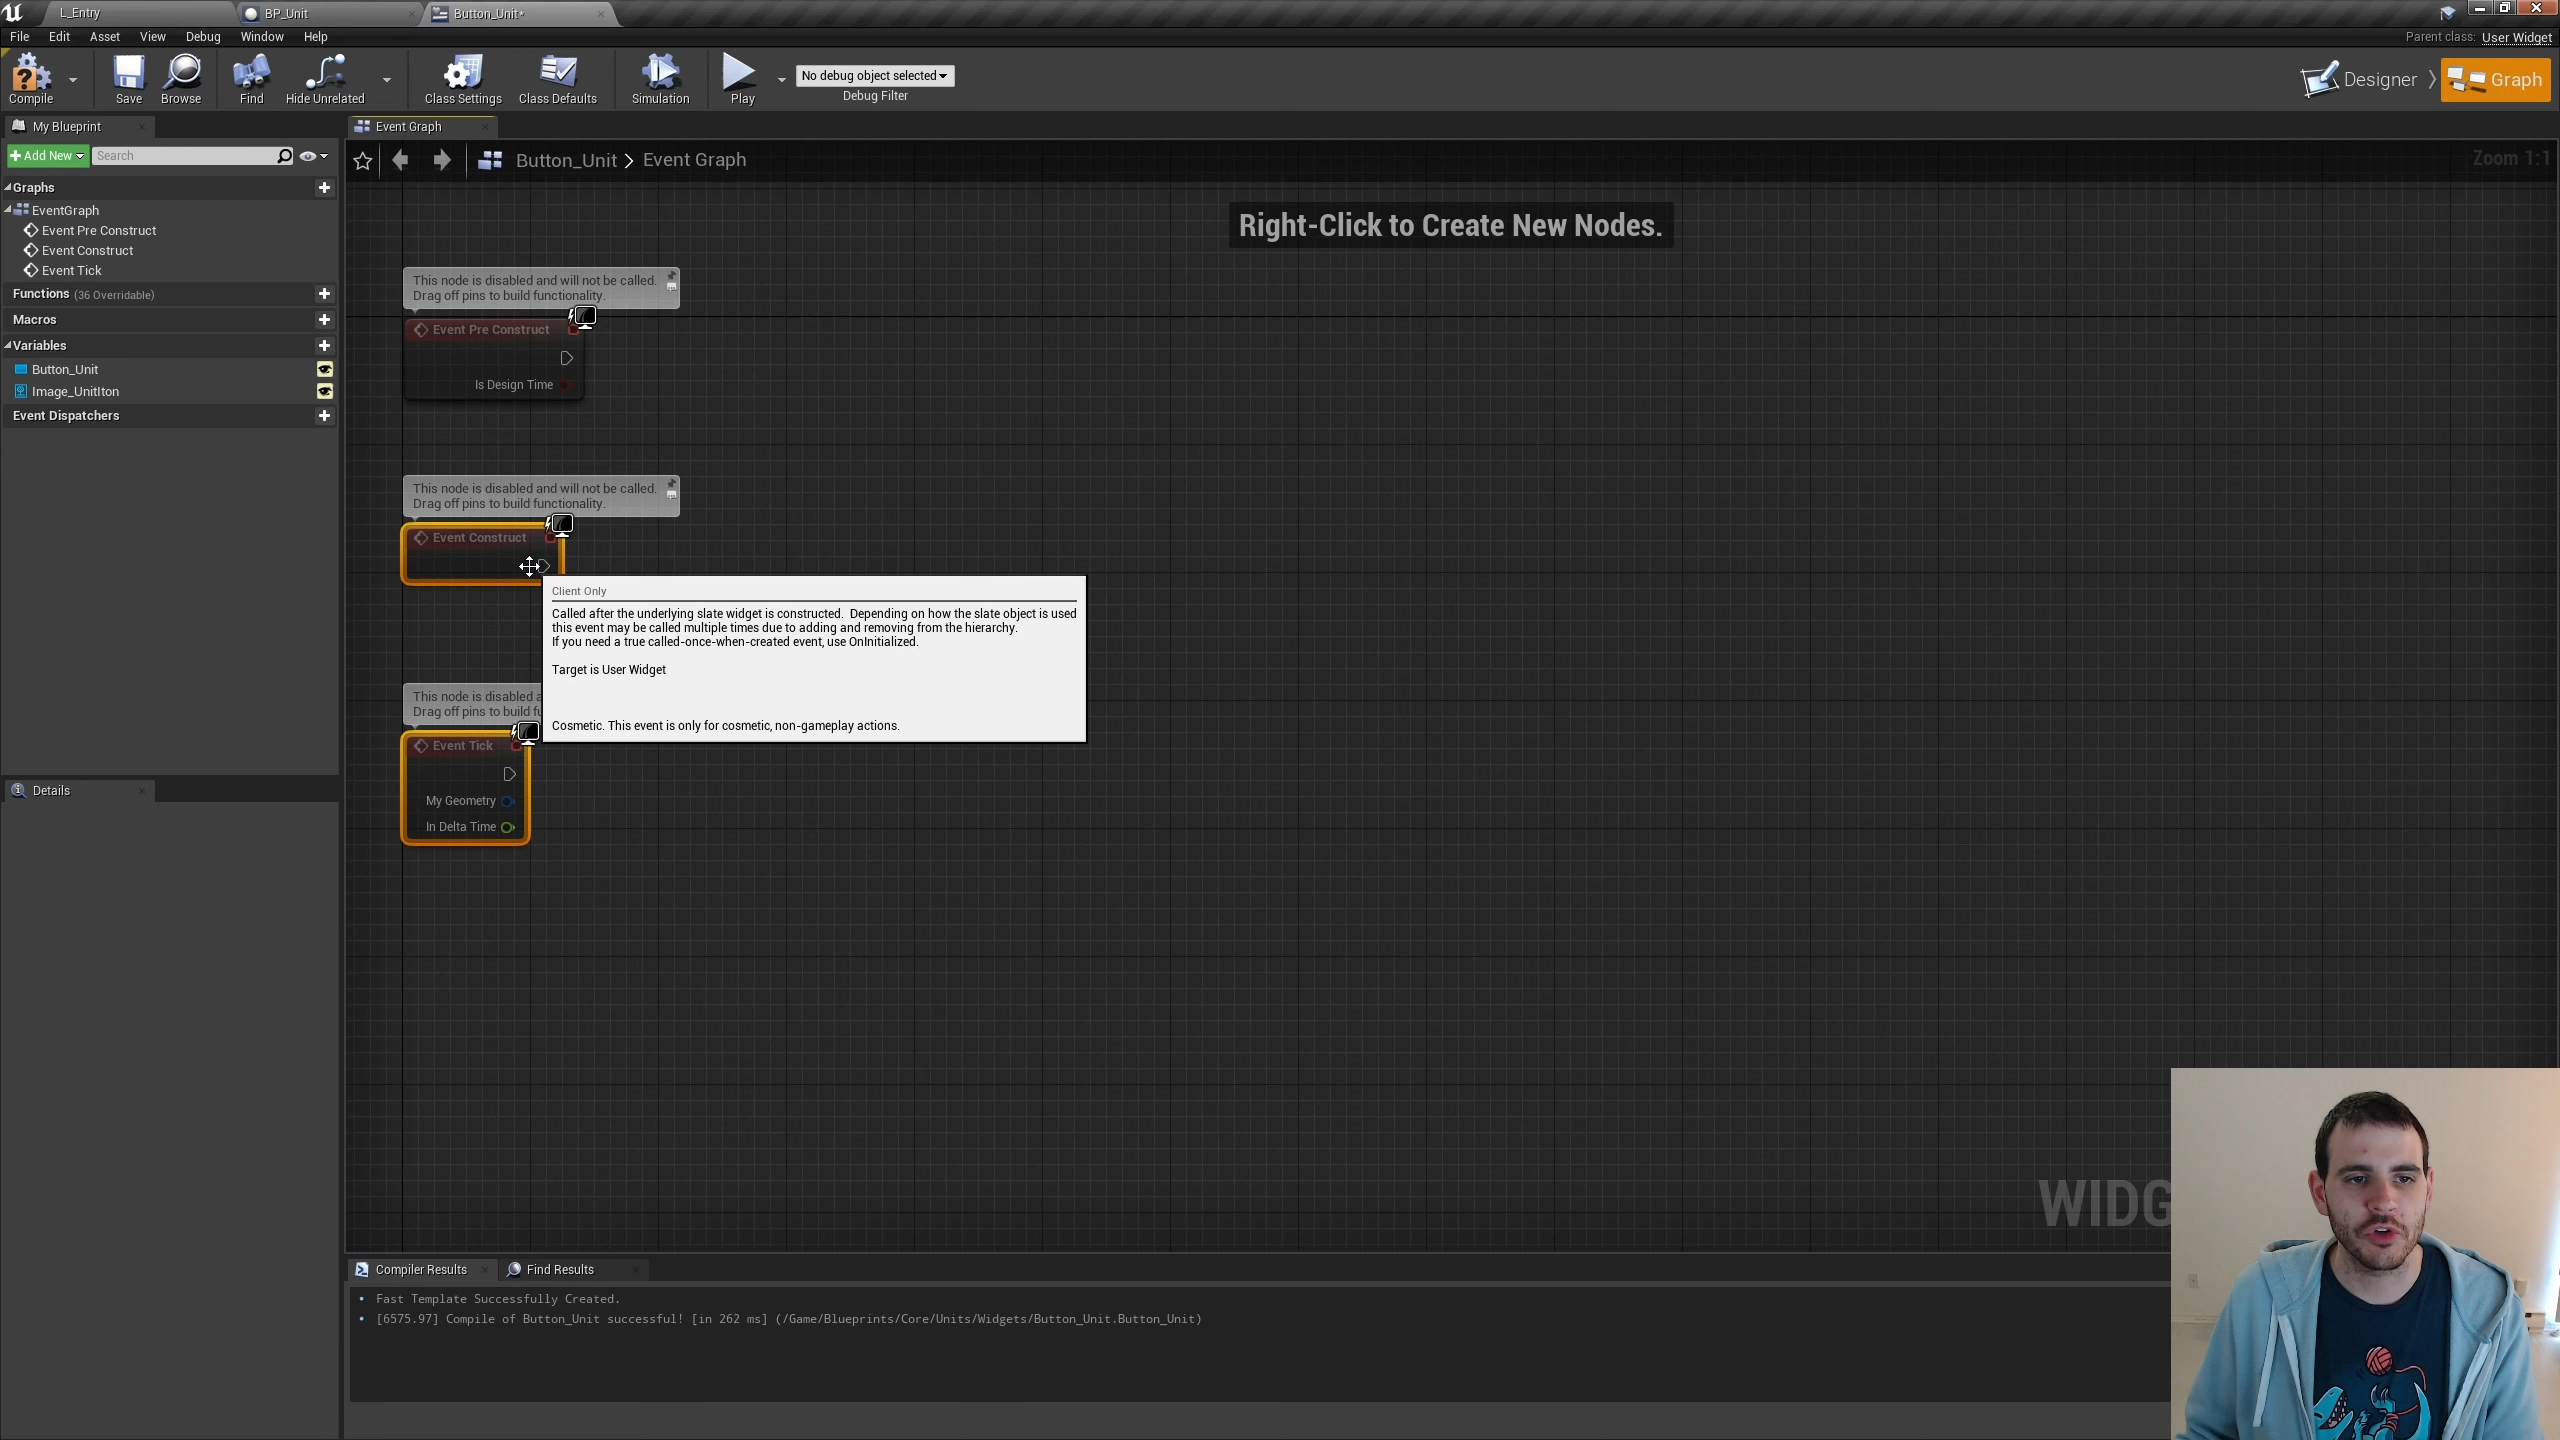 L_Entry
BP_Unit
Button_Unit*
File Edit Asset View Debug Window Help
Parent class: User Widget
Compile
Save
Browse
Find
Hide Unrelated
Class Settings
Class Defaults
Simulation
Play
No debug object selected
Debug Filter
Designer
Graph
My Blueprint
Add New
Search
Graphs
EventGraph
Event Pre Construct
Event Construct
Event Tick
Functions (36 Overridable)
Macros
Variables
Button_Unit
Image_UnitIton
Event Dispatchers
Details
Event Graph
Button_Unit > Event Graph
Zoom 1:1
Right-Click to Create New Nodes.
This node is disabled and will not be called.
Drag off pins to build functionality.
Event Pre Construct
Is Design Time
This node is disabled and will not be called.
Drag off pins to build functionality.
Event Construct
Client Only
Called after the underlying slate widget is constructed. Depending on how the slate object is used
this event may be called multiple times due to adding and removing from the hierarchy.
If you need a true called-once-when-created event, use OnInitialized.
Target is User Widget
Cosmetic. This event is only for cosmetic, non-gameplay actions.
This node is disabled
Drag off pins to build
Event Tick
My Geometry
In Delta Time
WIDG
Compiler Results
Find Results
• Fast Template Successfully Created.
• [6575.97] Compile of Button_Unit successful! [in 262 ms] (/Game/Blueprints/Core/Units/Widgets/Button_Unit.Button_Unit)